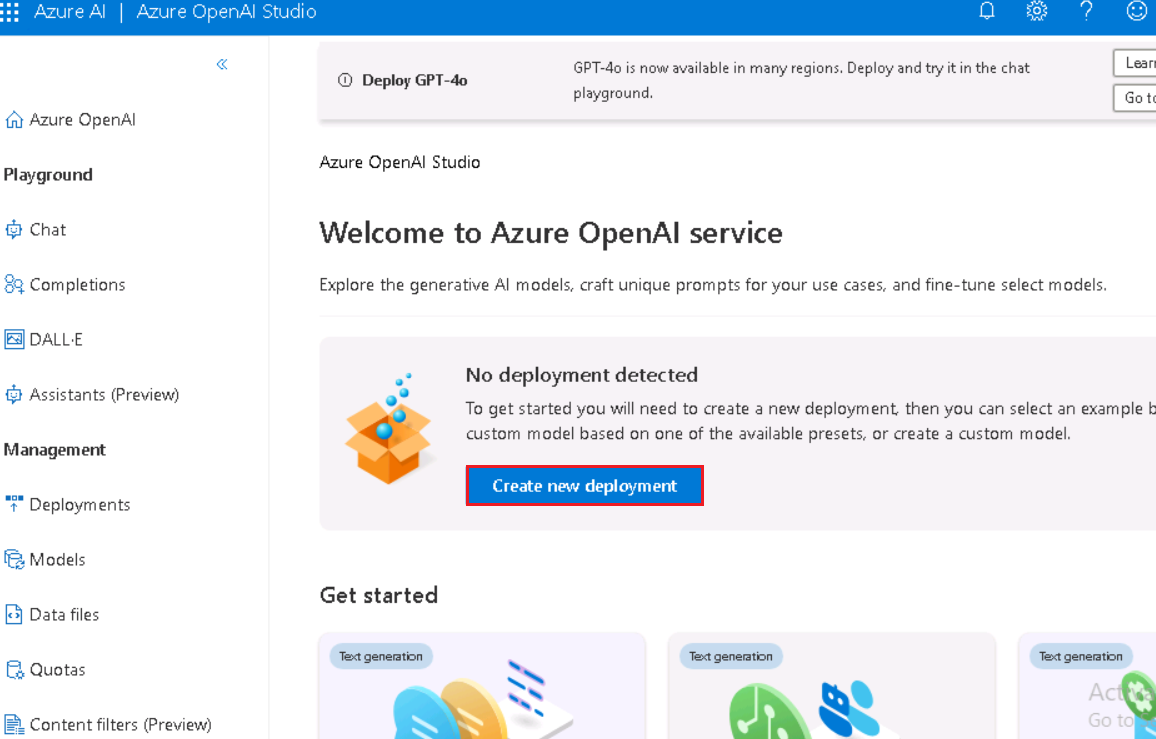 Azure AI | Azure OpenAI Studio
Deploy GPT-4o
GPT-4o is now available in many regions. Deploy and try it in the chat
playground.
Go to
Azure OpenAI
Playground
Chat
Completions
DALL·E
Assistants (Preview)
Management
Deployments
Models
Data files
Quotas
Content filters (Preview)
Azure OpenAI Studio
Welcome to Azure OpenAI service
Explore the generative AI models, craft unique prompts for your use cases, and fine-tune select models.
No deployment detected
To get started you will need to create a new deployment, then you can select an example
custom model based on one of the available presets, or create a custom model.
Create new deployment
Get started
Text generation
Text generation
Text generation
Go to